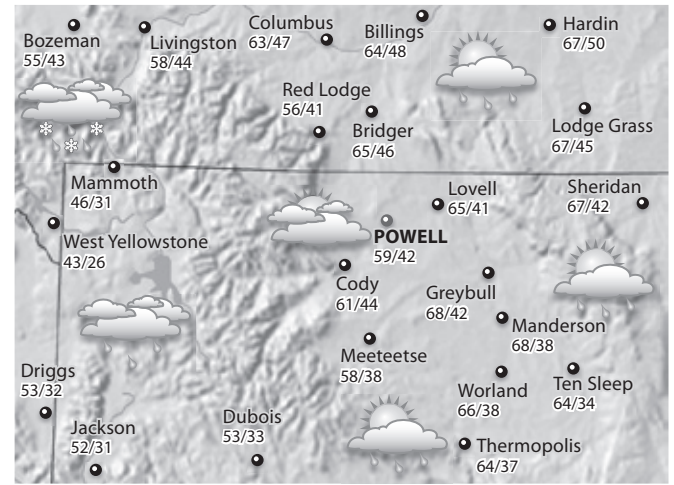 Bozeman
55/43
Livingston
58/44
Columbus
63/47
Billings
64/48
Hardin
67/50
Red Lodge
56/41
Bridger
65/46
Lodge Grass
67/45
Mammoth
46/31
West Yellowstone
43/26
Lovell
65/41
Sheridan
67/42
POWELL
59/42
Cody
61/44
Greybull
68/42
Manderson
68/38
Meeteetse
58/38
Driggs
53/32
Worland
66/38
Ten Sleep
64/34
Jackson
52/31
Dubois
53/33
Thermopolis
64/37